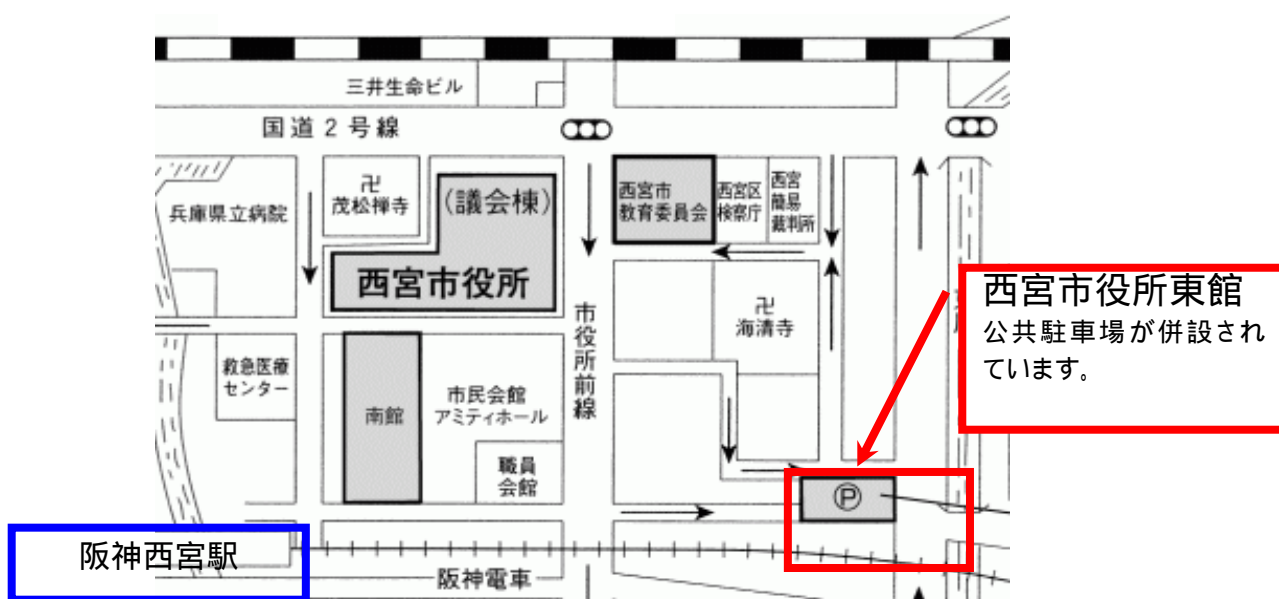 三井生命ビル
国道2号線
卍
茂松禅寺
(議会棟)
西宮市役所
兵庫県立病院
西宮市
教育委員会
西宮区
検察庁
西宮
簡易
裁判所
西宮市役所東館
公共駐車場が併設され
ています。
卍
海清寺
市役所前線
救急医療
センター
南館
市民会館
アミティホール
職員
会館
P
阪神西宮駅
阪神電車